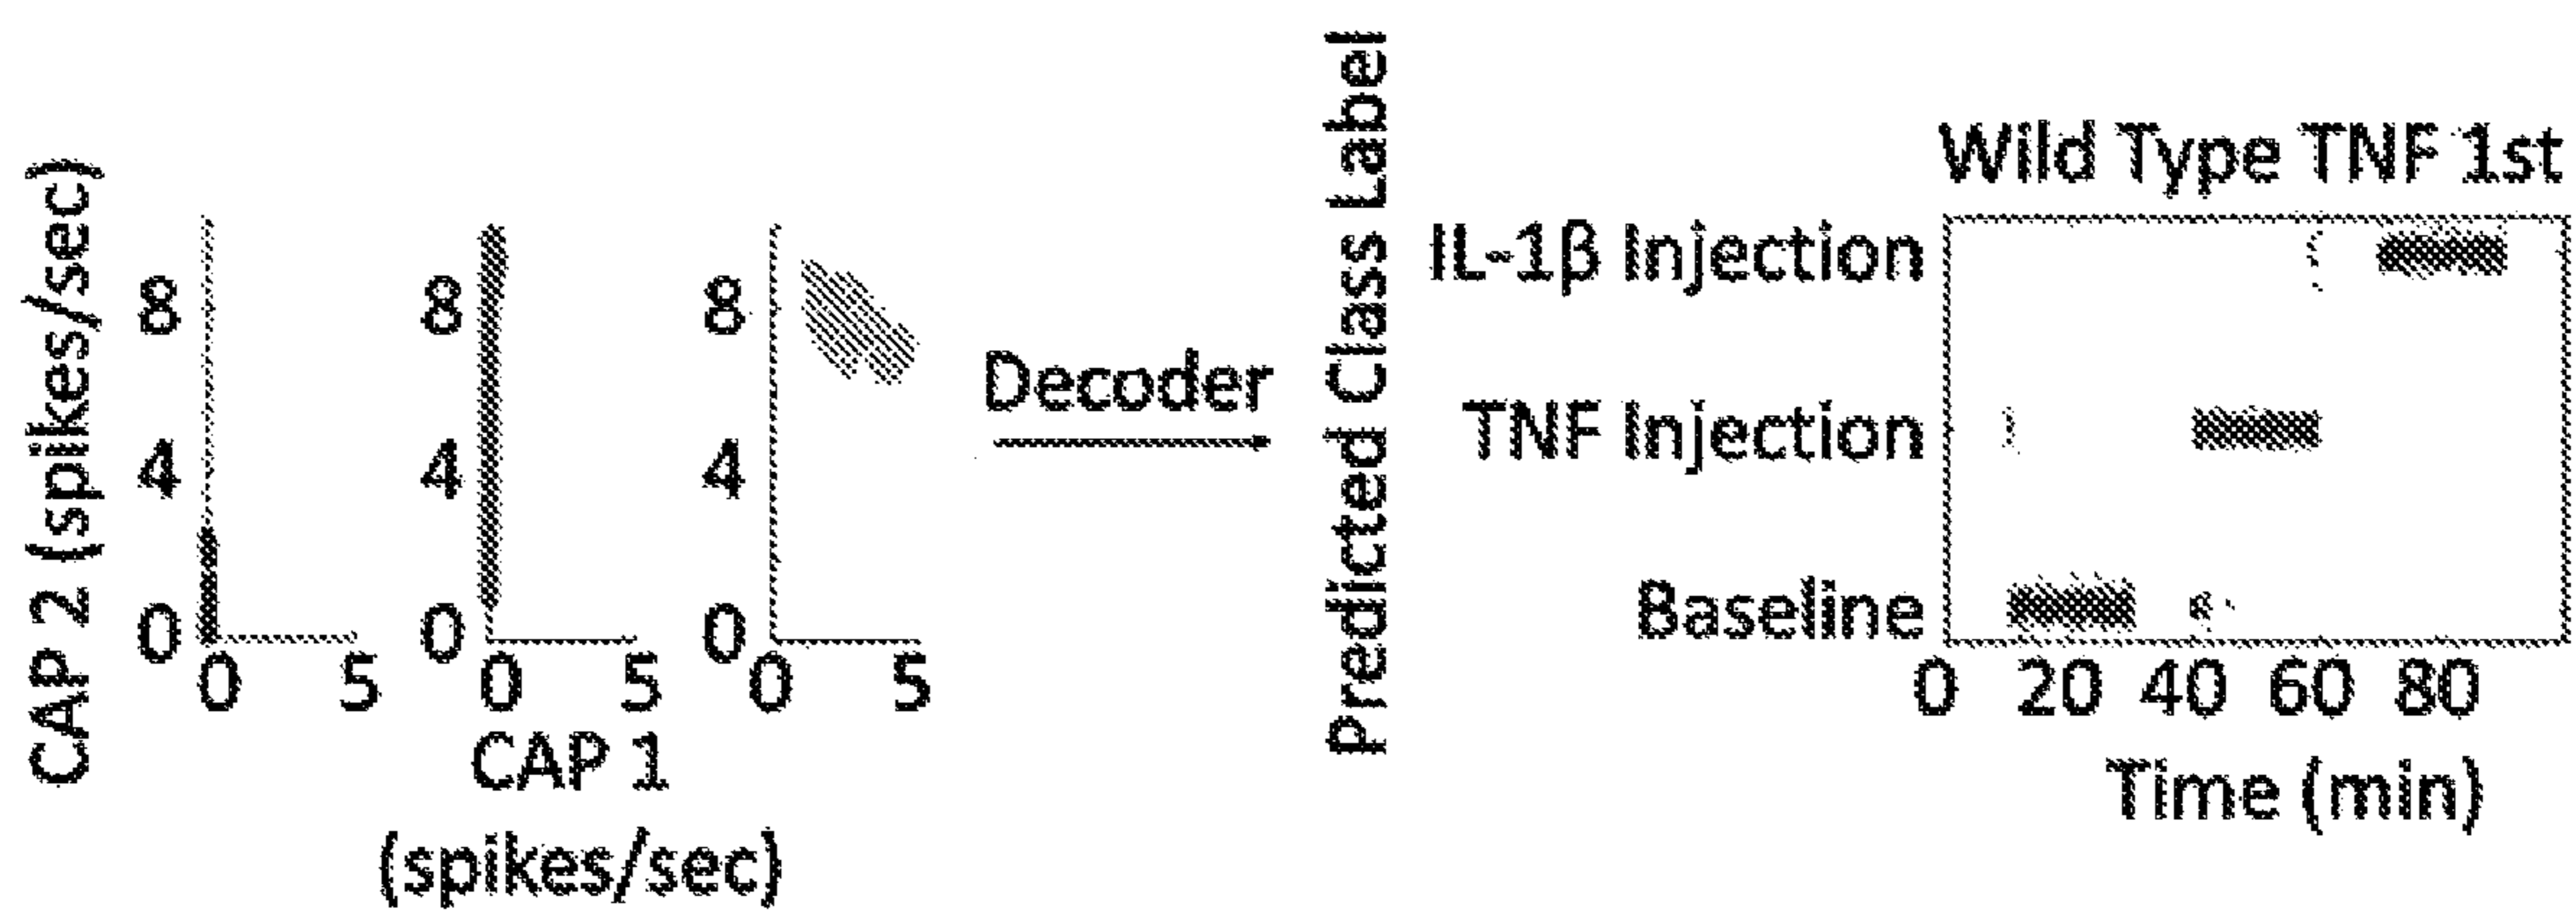 CAP 2 (spikes/sec)
8
4
0
0 5
8
4
0
0 5
8
4
0
0 5
CAP 1
(spikes/sec)
Decoder
Predicted Class Label
Wild Type TNF 1st
IL-1β Injection
TNF Injection
Baseline
0 20 40 60 80
Time (min)